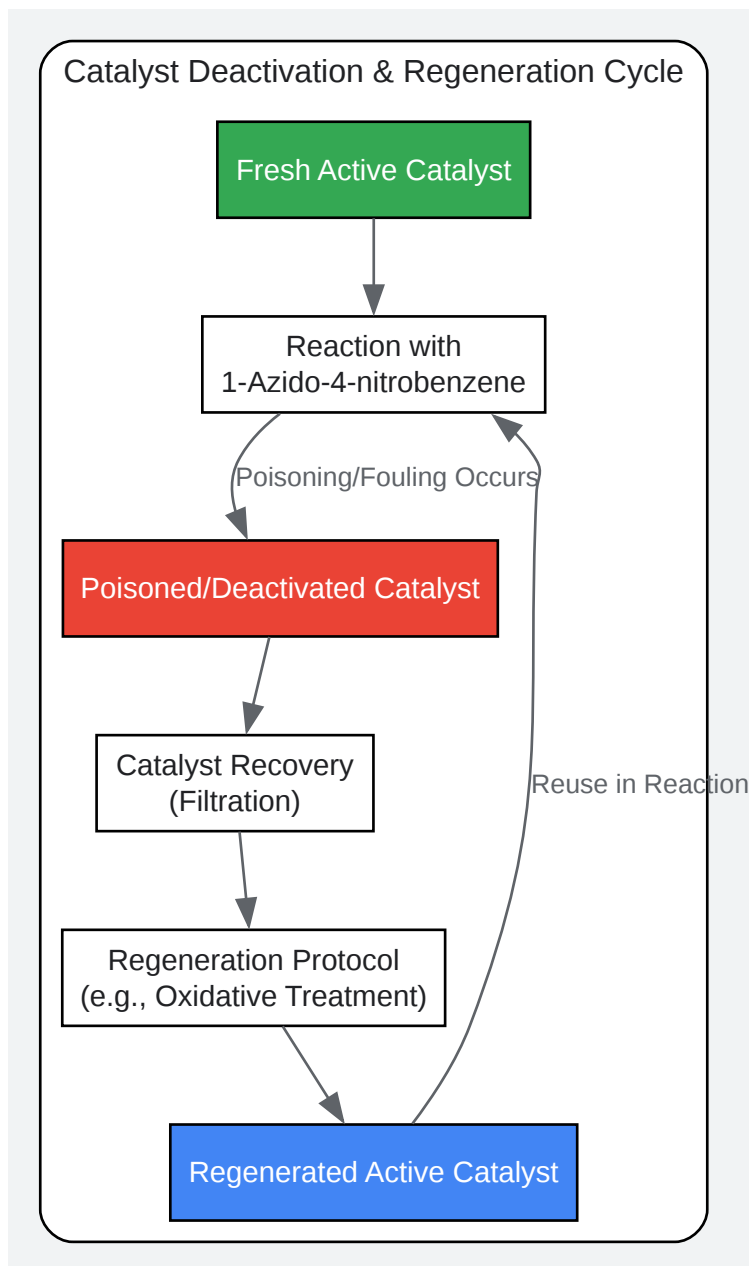 Catalyst Deactivation & Regeneration Cycle
Fresh Active Catalyst
Reaction with
1-Azido-4-nitrobenzene
Poisoning/Fouling Occurs
Poisoned/Deactivated Catalyst
Catalyst Recovery
(Filtration)
Reuse in Reaction
Regeneration Protocol
(e.g., Oxidative Treatment)
Regenerated Active Catalyst